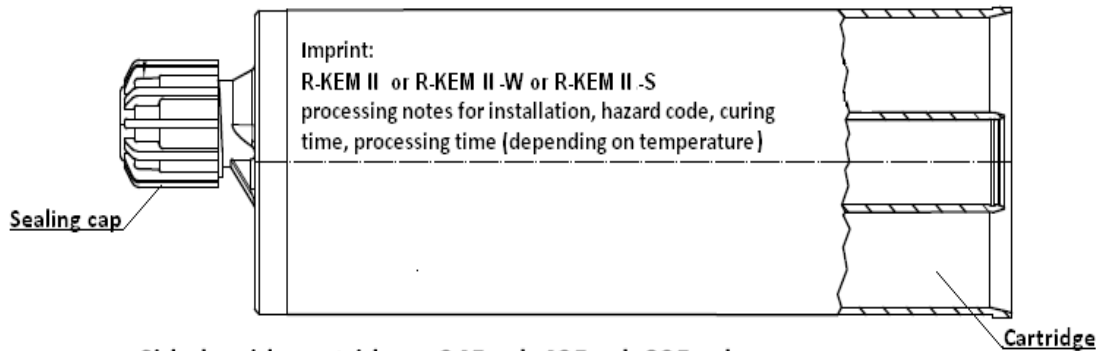 Imprint:
R-KEM II or R-KEM II -W or R-KEM II -S
processing notes for installation, hazard code, curing
time, processing time (depending on temperature)
Sealing cap
Cartridge